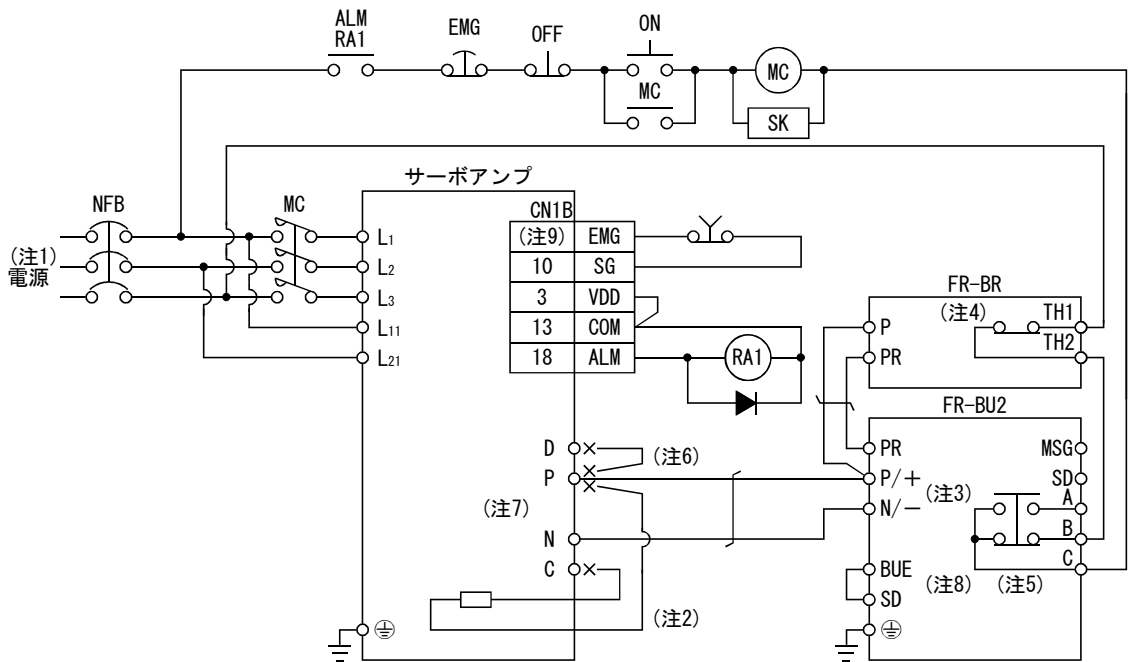 ALM
RA1
EMG
OFF
ON
MC
MC
SK
サーボアンプ
NFB
MC
(注1)
電源
L1
L2
L3
L11
L21
CN1B
(注9) EMG
10 SG
3 VDD
13 COM
18 ALM
RA1
FR-BR
P
(注4)
TH1
TH2
PR
FR-BU2
PR
MSG
P/+
SD
(注3)
A
N/−
B
C
BUE
(注8)
(注5)
SD
D
(注6)
P
(注7)
N
C
(注2)